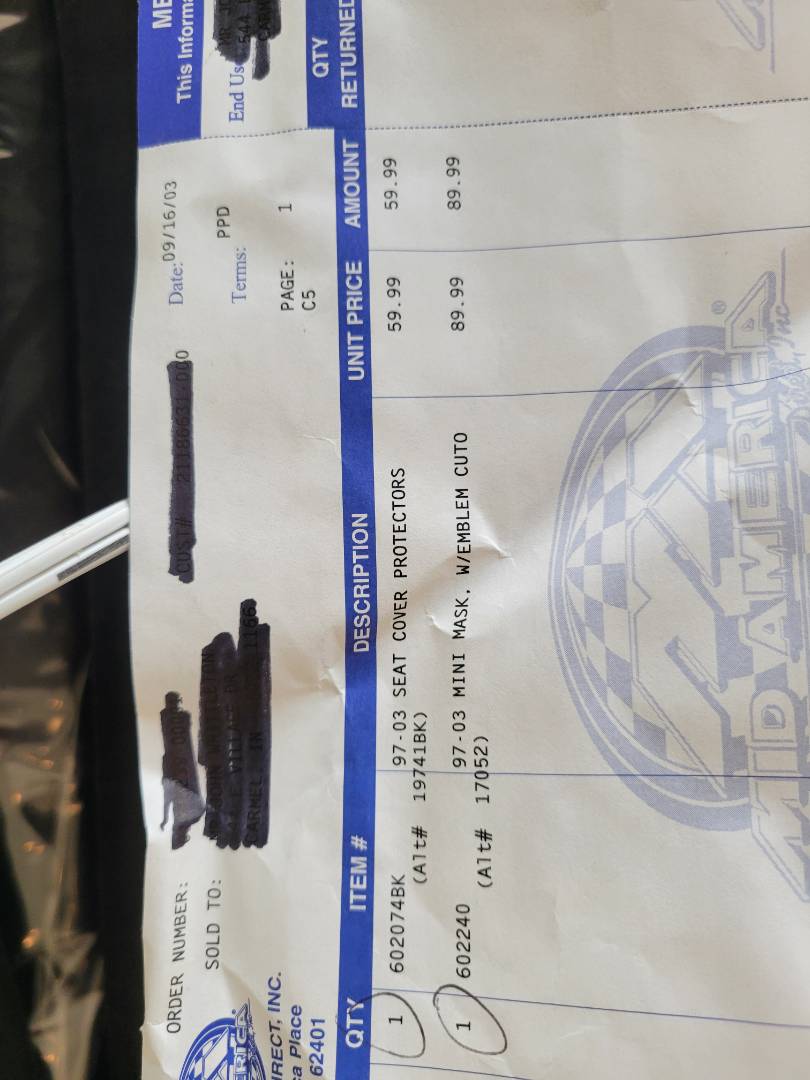 ORDER NUMBER:
SOLD TO:
Date: 09/16/03
Terms: PPD
PAGE: 1
C5
IRECT, INC.
ca Place
62401
ME
This Informa
End Use
QTY ITEM # DESCRIPTION UNIT PRICE AMOUNT QTY RETURNED
1 602074BK 97-03 SEAT COVER PROTECTORS 59.99 59.99
(Alt# 19741BK)
1 602240 97-03 MINI MASK, W/EMBLEM CUTO 89.99 89.99
(Alt# 17052)
MID AMERICA